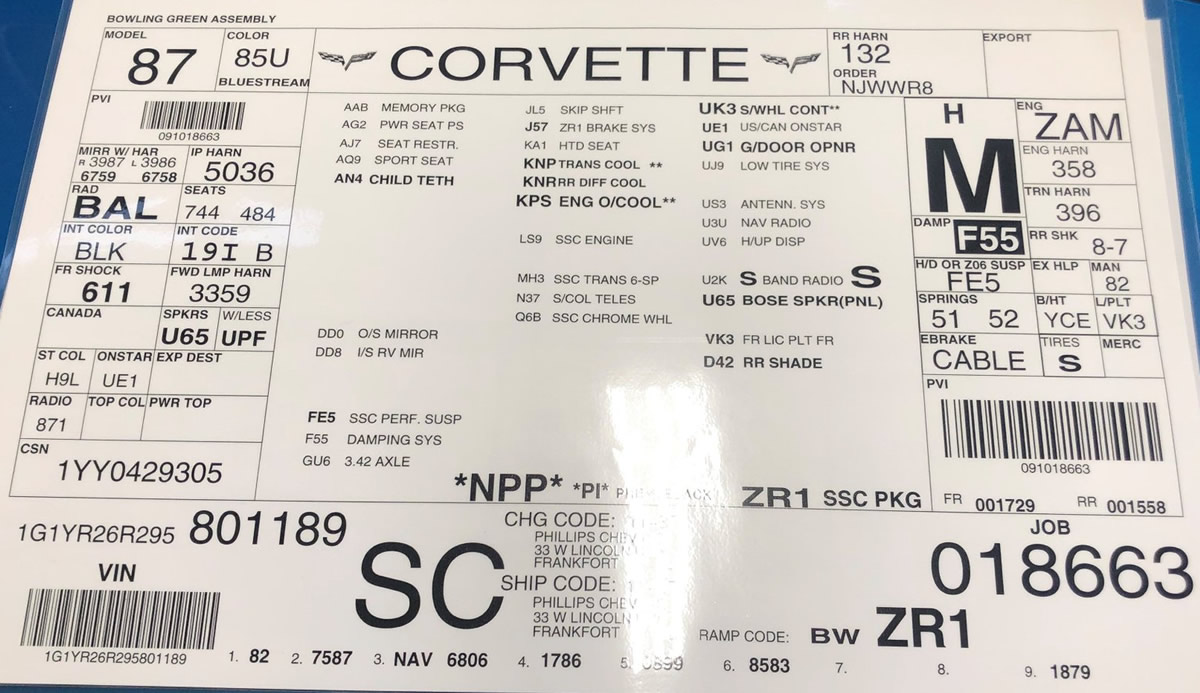 BOWLING GREEN ASSEMBLY
MODEL
87
COLOR
85U
BLUESTREAM
CORVETTE
RR HARN
132
ORDER
NJWWR8
EXPORT
PVI
091018663
MIRR W/ HAR
R 3987 L 3986
6759 6758
IP HARN
5036
RAD
BAL
SEATS
744 484
INT COLOR
BLK
INT CODE
19I B
FR SHOCK
611
FWD LMP HARN
3359
CANADA
SPKRS
U65
W/LESS
UPF
ST COL
H9L
ONSTAR
UE1
EXP DEST
RADIO
871
TOP COL
PWR TOP
CSN
1YY0429305
AAB MEMORY PKG
AG2 PWR SEAT PS
AJ7 SEAT RESTR.
AQ9 SPORT SEAT
AN4 CHILD TETH
DD0 O/S MIRROR
DD8 I/S RV MIR
FE5 SSC PERF. SUSP
F55 DAMPING SYS
GU6 3.42 AXLE
JL5 SKIP SHFT
J57 ZR1 BRAKE SYS
KA1 HTD SEAT
KNP TRANS COOL **
KNR RR DIFF COOL
KPS ENG O/COOL**
LS9 SSC ENGINE
MH3 SSC TRANS 6-SP
N37 S/COL TELES
Q6B SSC CHROME WHL
UK3 S/WHL CONT**
UE1 US/CAN ONSTAR
UG1 G/DOOR OPNR
UJ9 LOW TIRE SYS
US3 ANTENN. SYS
U3U NAV RADIO
UV6 H/UP DISP
U2K S BAND RADIO S
U65 BOSE SPKR(PNL)
VK3 FR LIC PLT FR
D42 RR SHADE
*NPP* *PI*
ZR1 SSC PKG
H
M
ENG
ZAM
ENG HARN
358
TRN HARN
396
DAMP
F55
RR SHK
8-7
H/D OR Z06 SUSP
FE5
EX HLP
MAN
82
SPRINGS
51 52
B/HT
YCE
L/PLT
VK3
EBRAKE
CABLE
TIRES
S
MERC
PVI
091018663
FR 001729 RR 001558
1G1YR26R295 801189
VIN
1G1YR26R295801189
SC
CHG CODE:
PHILLIPS
33 W LINCOLN
FRANKFORT
SHIP CODE:
PHILLIPS
33 W LINCOLN
FRANKFORT
JOB
018663
RAMP CODE: BW ZR1
1. 82 2. 7587 3. NAV 6806 4. 1786 5. 6. 8583 7. 8. 9. 1879